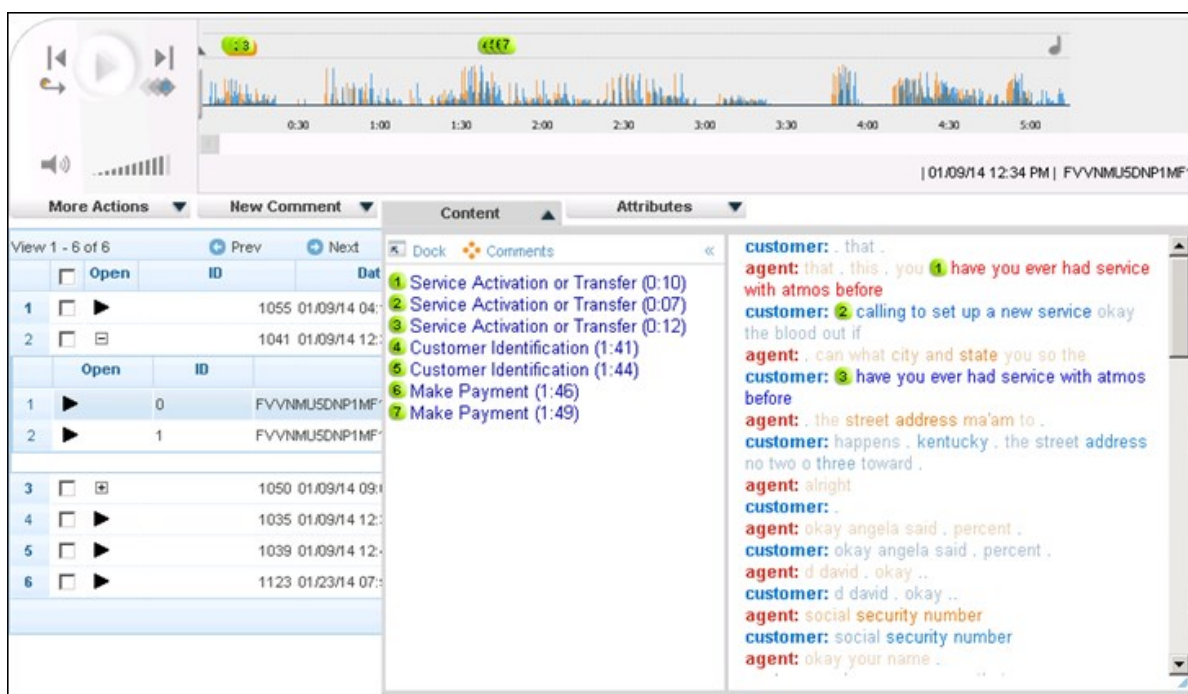 0:30 1:00 1:30 2:00 2:30 3:00 3:30 4:00 4:30 5:00
| 01/09/14 12:34 PM | FVVNMU5DNP1MF
More Actions New Comment Content Attributes
View 1 - 6 of 6 Prev Next
Open ID Dat
1 1055 01/09/14 04:
2 1041 01/09/14 12:
Open ID
1 0 FVVNMU5DNP1MF
2 1 FVVNMU5DNP1MF
3 1050 01/09/14 09:
4 1035 01/09/14 12:
5 1039 01/09/14 12:
6 1123 01/23/14 07:
Dock Comments «
1 Service Activation or Transfer (0:10)
2 Service Activation or Transfer (0:07)
3 Service Activation or Transfer (0:12)
4 Customer Identification (1:41)
5 Customer Identification (1:44)
6 Make Payment (1:46)
7 Make Payment (1:49)
customer: . that .
agent: that . this . you 1 have you ever had service
with atmos before
customer: 2 calling to set up a new service okay
the blood out if
agent: . can what city and state you so the
customer: 3 have you ever had service with atmos
before
agent: . the street address ma'am to .
customer: happens . kentucky . the street address
no two o three toward .
agent: alright
customer: .
agent: okay angela said . percent .
customer: okay angela said . percent .
agent: d david . okay ..
customer: d david . okay ..
agent: social security number
customer: social security number
agent: okay your name .